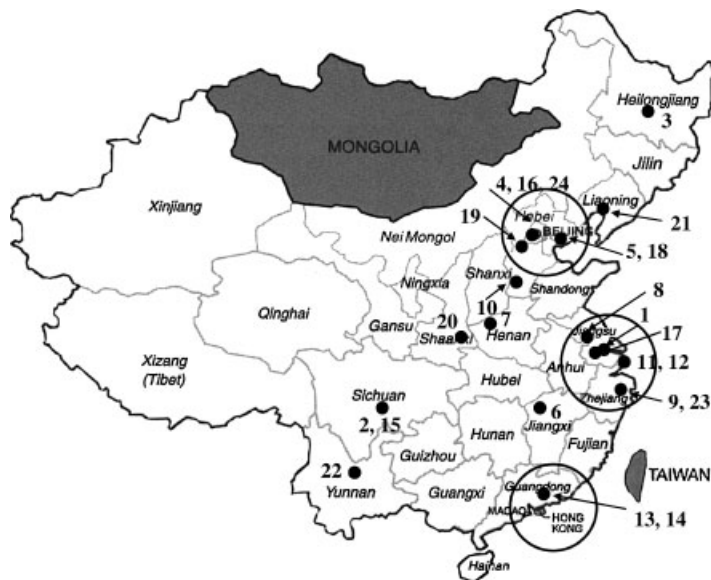 Heilongjiang
3
Jilin
MONGOLIA
4, 16, 24
Liaoning
Xinjiang
Hebei
21
19
BEIJING
Nei Mongol
5, 18
Shanxi
Ningxia
Shandong
8
10
Qinghai
1
20
7
Jiangsu
Gansu
Shaanxi
Henan
17
Xizang
(Tibet)
Anhui
11, 12
Hubel
Sichuan
Zhejiang
9, 23
2, 15
6
Jiangxi
Hunan
Guizhou
Fujian
22
TAIWAN
Yunnan
Guangxi
Guangdong
MADAO
HONG
KONG
13, 14
Hainan